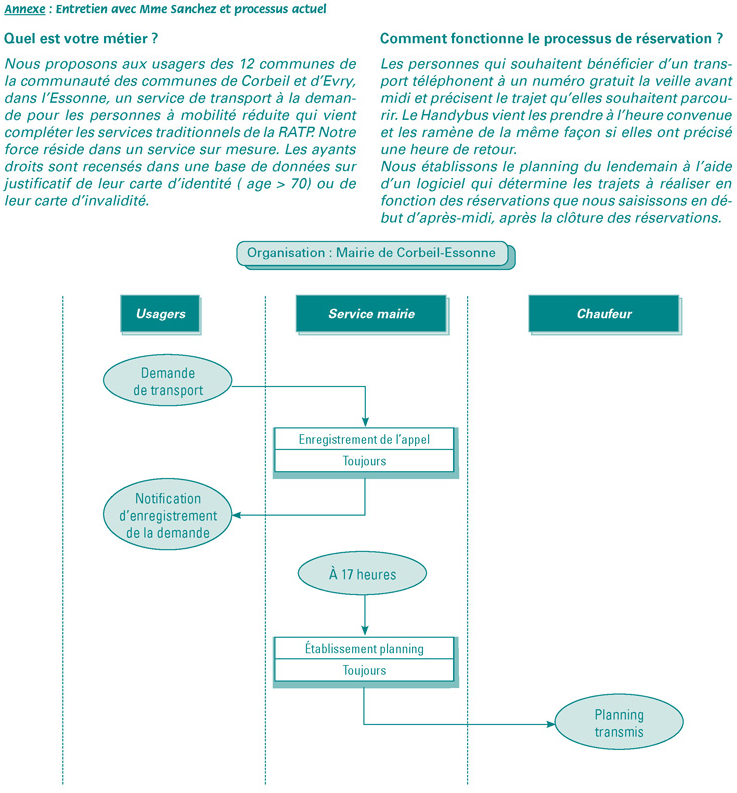 Annexe : Entretien avec Mme Sanchez et processus actuel
Quel est votre métier ?
Nous proposons aux usagers des 12 communes de
la communauté des communes de Corbeil et d'Evry,
dans l'Essonne, un service de transport à la deman-
de pour les personnes à mobilité réduite qui vient
compléter les services traditionnels de la RATP. Notre
force réside dans un service sur mesure. Les ayants
droits sont recensés dans une base de données sur
justificatif de leur carte d'identité ( age > 70) ou de
leur carte d'invalidité.
Comment fonctionne le processus de réservation ?
Les personnes qui souhaitent bénéficier d'un trans-
port téléphonent à un numéro gratuit la veille avant
midi et précisent le trajet qu'elles souhaitent parcou-
rir. Le Handybus vient les prendre à l'heure convenue
et les ramène de la même façon si elles ont précisé
une heure de retour.
Nous établissons le planning du lendemain à l'aide
d'un logiciel qui détermine les trajets à réaliser en
fonction des réservations que nous saisissons en dé-
but d'après-midi, après la clôture des réservations.
Organisation : Mairie de Corbeil-Essonne
Usagers
Service mairie
Chaufeur
Demande
de transport
Enregistrement de l'appel
Toujours
Notification
d'enregistrement
de la demande
À 17 heures
Établissement planning
Toujours
Planning
transmis